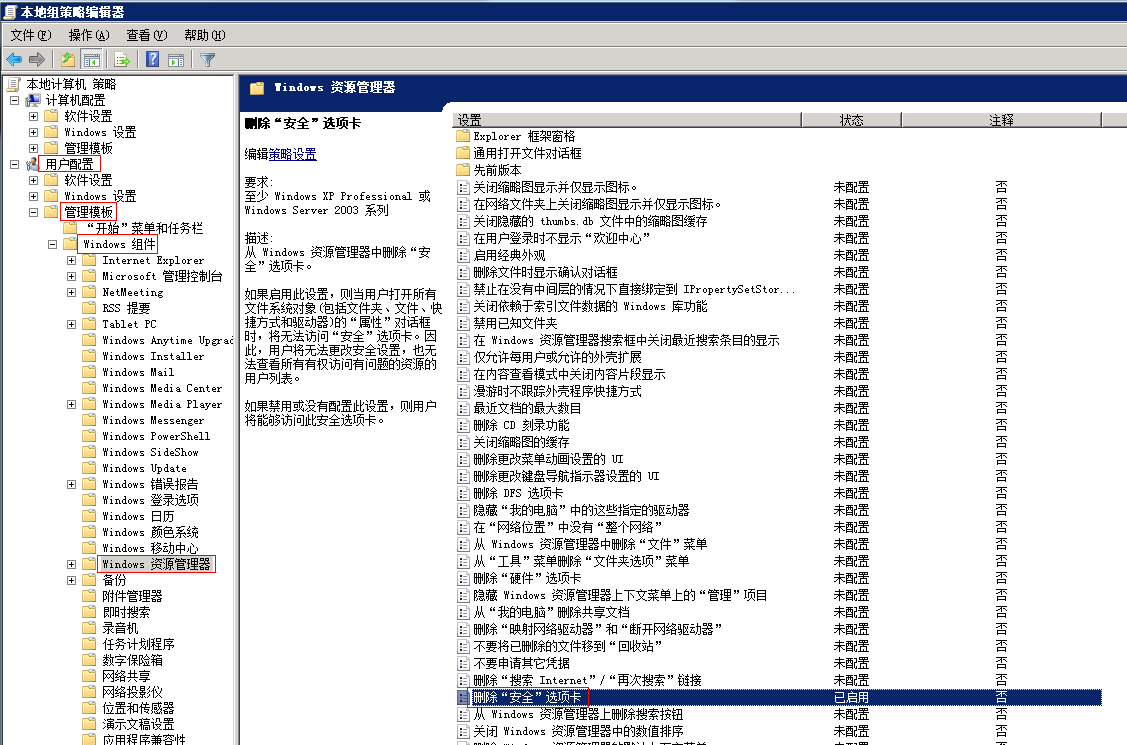 本地组策略编辑器
文件(F) 操作(A) 查看(V) 帮助(H)
本地计算机 策略
计算机配置
软件设置
Windows 设置
管理模板
用户配置
软件设置
Windows 设置
管理模板
“开始”菜单和任务栏
Windows 组件
Internet Explorer
Microsoft 管理控制台
NetMeeting
RSS 提要
Tablet PC
Windows Anytime Upgrad
Windows Installer
Windows Mail
Windows Media Center
Windows Media Player
Windows Messenger
Windows PowerShell
Windows SideShow
Windows Update
Windows 错误报告
Windows 登录选项
Windows 日历
Windows 颜色系统
Windows 移动中心
Windows 资源管理器
备份
附件管理器
即时搜索
录音机
任务计划程序
数字保险箱
网络共享
网络投影仪
位置和传感器
演示文稿设置
应用程序兼容性
Windows 资源管理器
删除“安全”选项卡
编辑策略设置
要求:
至少 Windows XP Professional 或
Windows Server 2003 系列
描述:
从 Windows 资源管理器中删除“安
全”选项卡。
如果启用此设置，则当用户打开所有
文件系统对象(包括文件夹、文件、快
捷方式和驱动器)的“属性”对话框
时，将无法访问“安全”选项卡。因
此，用户将无法更改安全设置，也无
法查看所有有权访问有问题的资源的
用户列表。
如果禁用或没有配置此设置，则用户
将能够访问此安全选项卡。
设置 状态 注释
Explorer 框架窗格
通用打开文件对话框
先前版本
关闭缩略图显示并仅显示图标。 未配置 否
在网络文件夹上关闭缩略图显示并仅显示图标。 未配置 否
关闭隐藏的 thumbs.db 文件中的缩略图缓存 未配置 否
在用户登录时不显示“欢迎中心” 未配置 否
启用经典外观 未配置 否
删除文件时显示确认对话框 未配置 否
禁止在没有中间层的情况下直接绑定到 IPropertySetStor... 未配置 否
关闭依赖于索引文件数据的 Windows 库功能 未配置 否
禁用已知文件夹 未配置 否
在 Windows 资源管理器搜索框中关闭最近搜索条目的显示 未配置 否
仅允许每用户或允许的外壳扩展 未配置 否
在内容查看模式中关闭内容片段显示 未配置 否
漫游时不跟踪外壳程序快捷方式 未配置 否
最近文档的最大数目 未配置 否
删除 CD 刻录功能 未配置 否
关闭缩略图的缓存 未配置 否
删除更改菜单动画设置的 UI 未配置 否
删除更改键盘导航指示器设置的 UI 未配置 否
删除 DFS 选项卡 未配置 否
隐藏“我的电脑”中的这些指定的驱动器 未配置 否
在“网络位置”中没有“整个网络” 未配置 否
从 Windows 资源管理器中删除“文件”菜单 未配置 否
从“工具”菜单删除“文件夹选项”菜单 未配置 否
删除“硬件”选项卡 未配置 否
隐藏 Windows 资源管理器上下文菜单上的“管理”项目 未配置 否
从“我的电脑”删除共享文档 未配置 否
删除“映射网络驱动器”和“断开网络驱动器” 未配置 否
不要将已删除的文件移到“回收站” 未配置 否
不要申请其它凭据 未配置 否
删除“搜索 Internet”/“再次搜索”链接 未配置 否
删除“安全”选项卡 已启用 否
从 Windows 资源管理器上删除搜索按钮 未配置 否
关闭 Windows 资源管理器中的数值排序 未配置 否